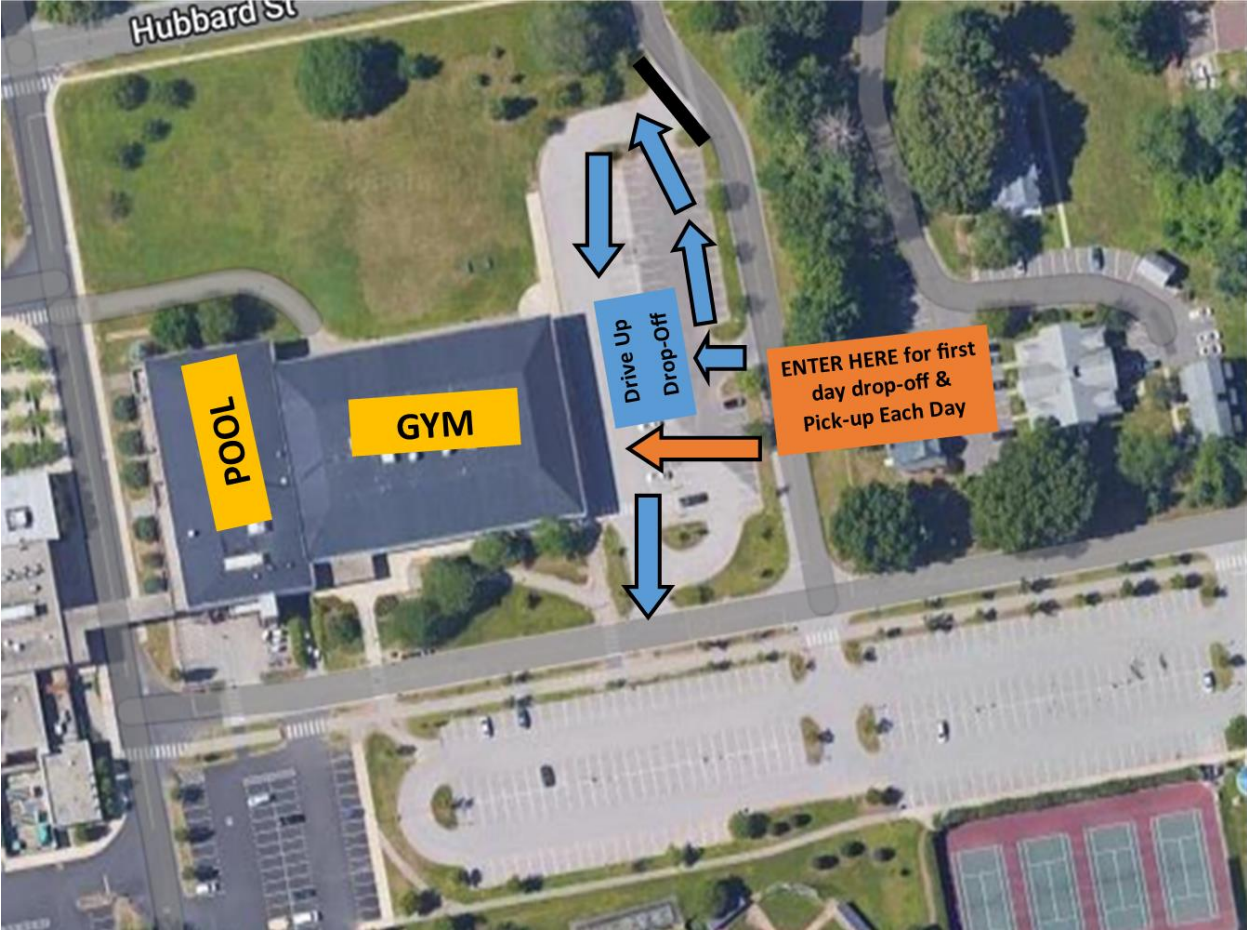 Hubbard St
Drive Up
Drop-Off
ENTER HERE for first
day drop-off &
Pick-up Each Day
POOL
GYM